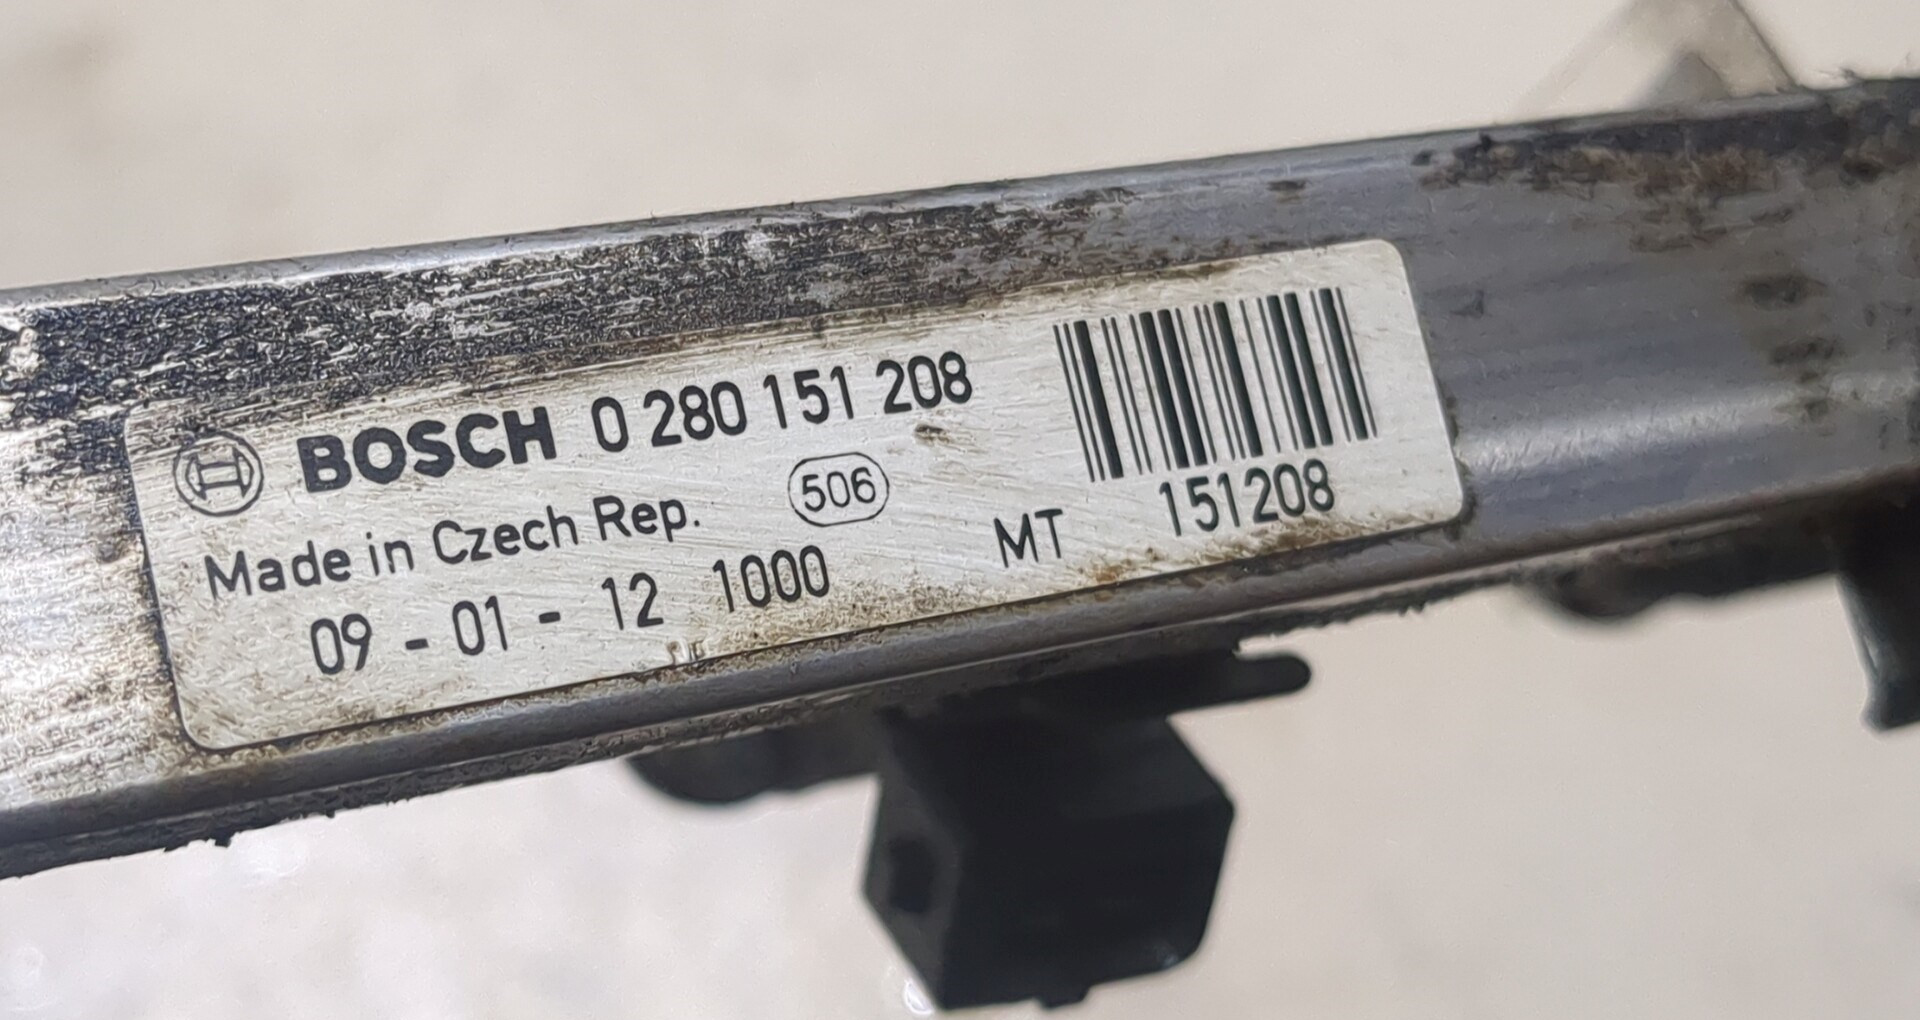 BOSCH 0 280 151 208
Made in Czech Rep. 506
09 - 01 - 12 1000 MT 151208